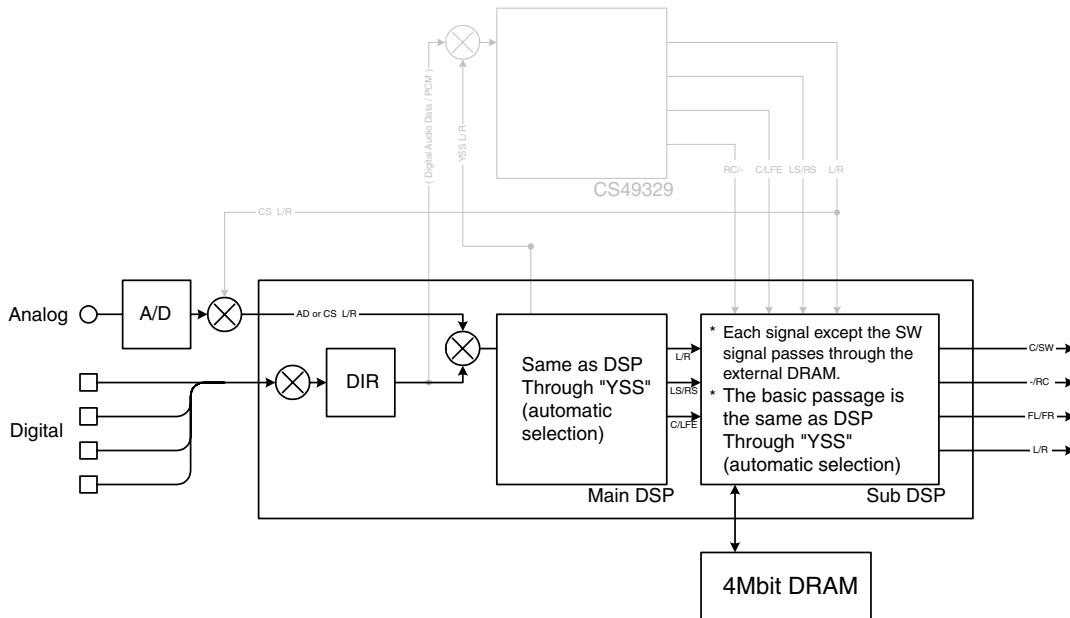 ( Digital Audio Data / PCM )
YSS L/R
RC/-
C/LFE
LS/RS
L/R
CS49329
CS L/R
Analog
A/D
AD or CS L/R
DIR
Digital
Same as DSP
Through "YSS"
(automatic
selection)
Main DSP
L/R
LS/RS
C/LFE
* Each signal except the SW
signal passes through the
external DRAM.
* The basic passage is
the same as DSP
Through "YSS"
(automatic selection)
Sub DSP
C/SW
-/RC
FL/FR
L/R
4Mbit DRAM